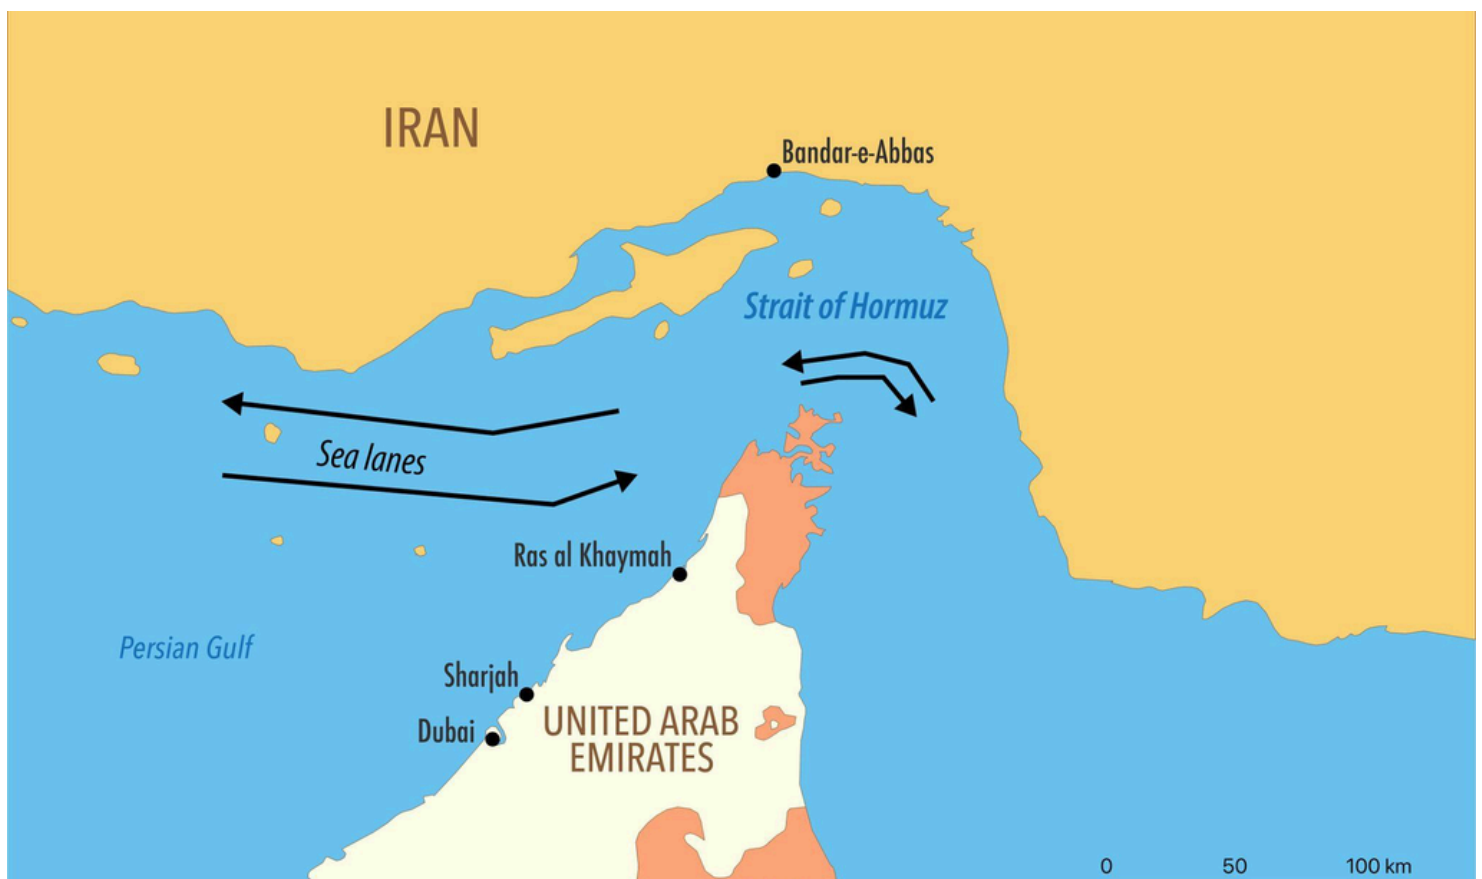 IRAN
Bandar-e-Abbas
Strait of Hormuz
Sea lanes
Ras al Khaymah
Persian Gulf
Sharjah
Dubai
UNITED ARAB
EMIRATES
0 50 100 km